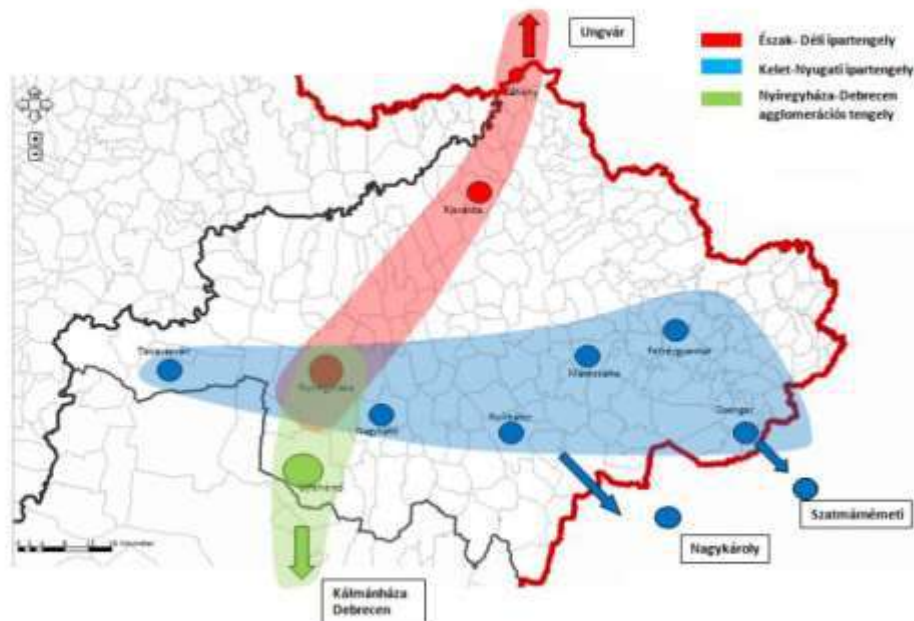 Ungvár
Észak- Déli ipartengely
Kelet-Nyugati ipartengely
Nyíregyháza-Debrecen
agglomerációs tengely
Záhony
Kisvárda
Tiszavasvári
Nyíregyháza
Mátészalka
Fehérgyarmat
Nagykálló
Nyírbátor
Csenger
Szatmárnémeti
Nagykároly
Kálmánháza
Debrecen